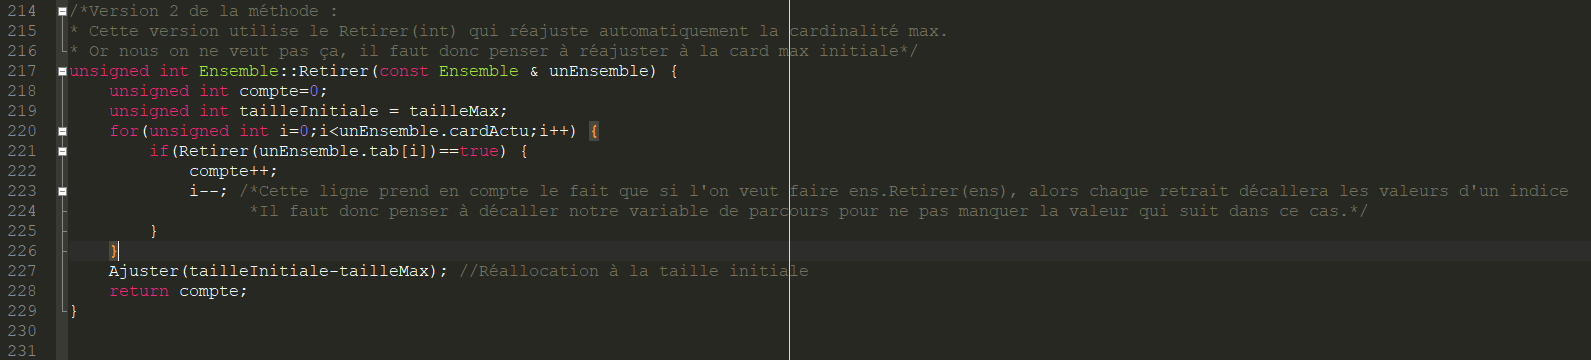 214 /*Version 2 de la méthode :
215 * Cette version utilise le Retirer(int) qui réajuste automatiquement la cardinalité max.
216 * Or nous on ne veut pas ça, il faut donc penser à réajuster à la card max initiale*/
217 unsigned int Ensemble::Retirer(const Ensemble & unEnsemble) {
218     unsigned int compte=0;
219     unsigned int tailleInitiale = tailleMax;
220     for(unsigned int i=0;i<unEnsemble.cardActu;i++) {
221         if(Retirer(unEnsemble.tab[i])==true) {
222             compte++;
223             i--; /*Cette ligne prend en compte le fait que si l'on veut faire ens.Retirer(ens), alors chaque retrait décallera les valeurs d'un indice
224                   *Il faut donc penser à décaller notre variable de parcours pour ne pas manquer la valeur qui suit dans ce cas.*/
225         }
226     }
227     Ajuster(tailleInitiale-tailleMax); //Réallocation à la taille initiale
228     return compte;
229 }
230
231